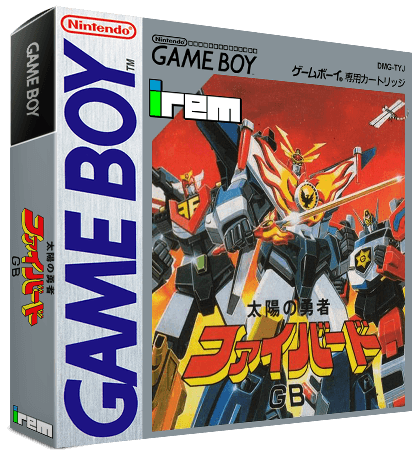 GAME BOY
太陽の勇者
ファイバード
GB
irem
Nintendo
GAME BOY
TM
Nintendo
GAME BOY
DMG-TYJ
ゲームボーイ®専用カートリッジ
irem
太陽の勇者
ファイバード
GB